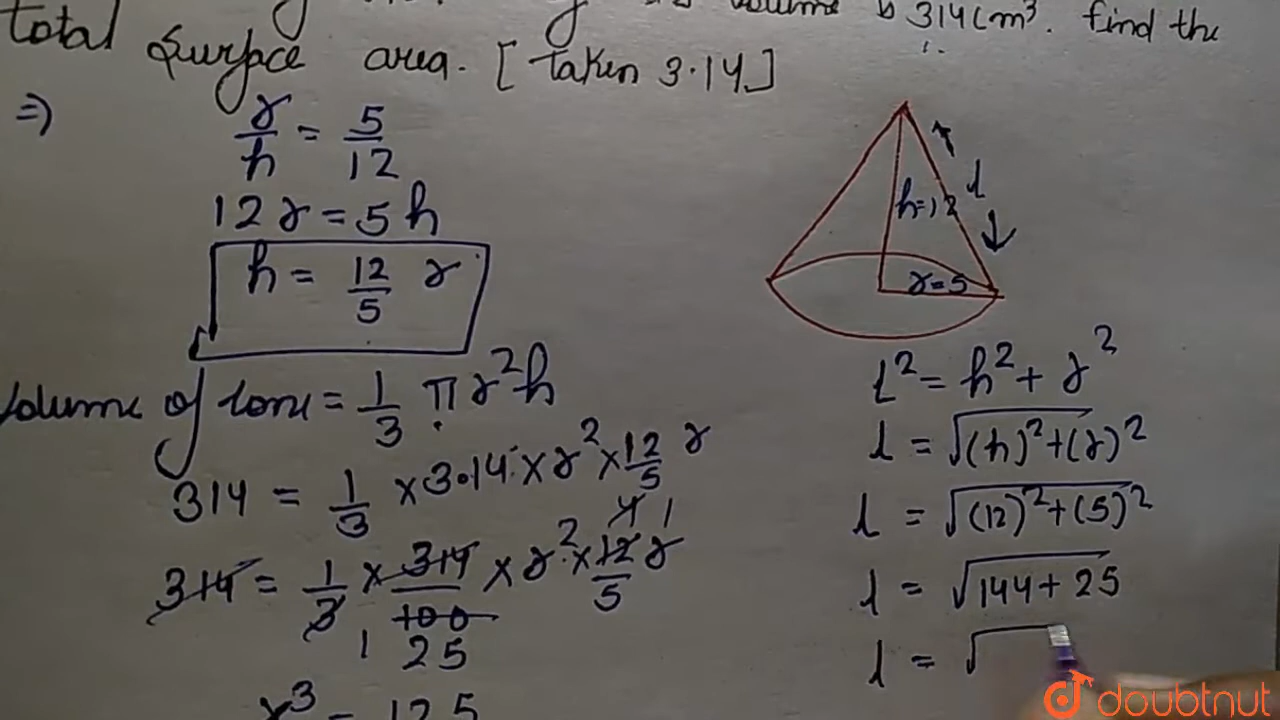 volume is 314 cm³. find the
total surface area. [Taken 3.14]
⇒ r/h = 5/12
12r = 5h
h = 12/5 r
volume of cone = 1/3 πr²h
314 = 1/3 × 3.14 × r² × 12/5 r
314 = 1/3 × 314/100 × r² × 12/5 r
4 1
1 25
r³ = 125
h=12
l
r=5
l² = h² + r²
l = √(h)²+(r)²
l = √(12)²+(5)²
l = √144+25
l = √
doubtnut